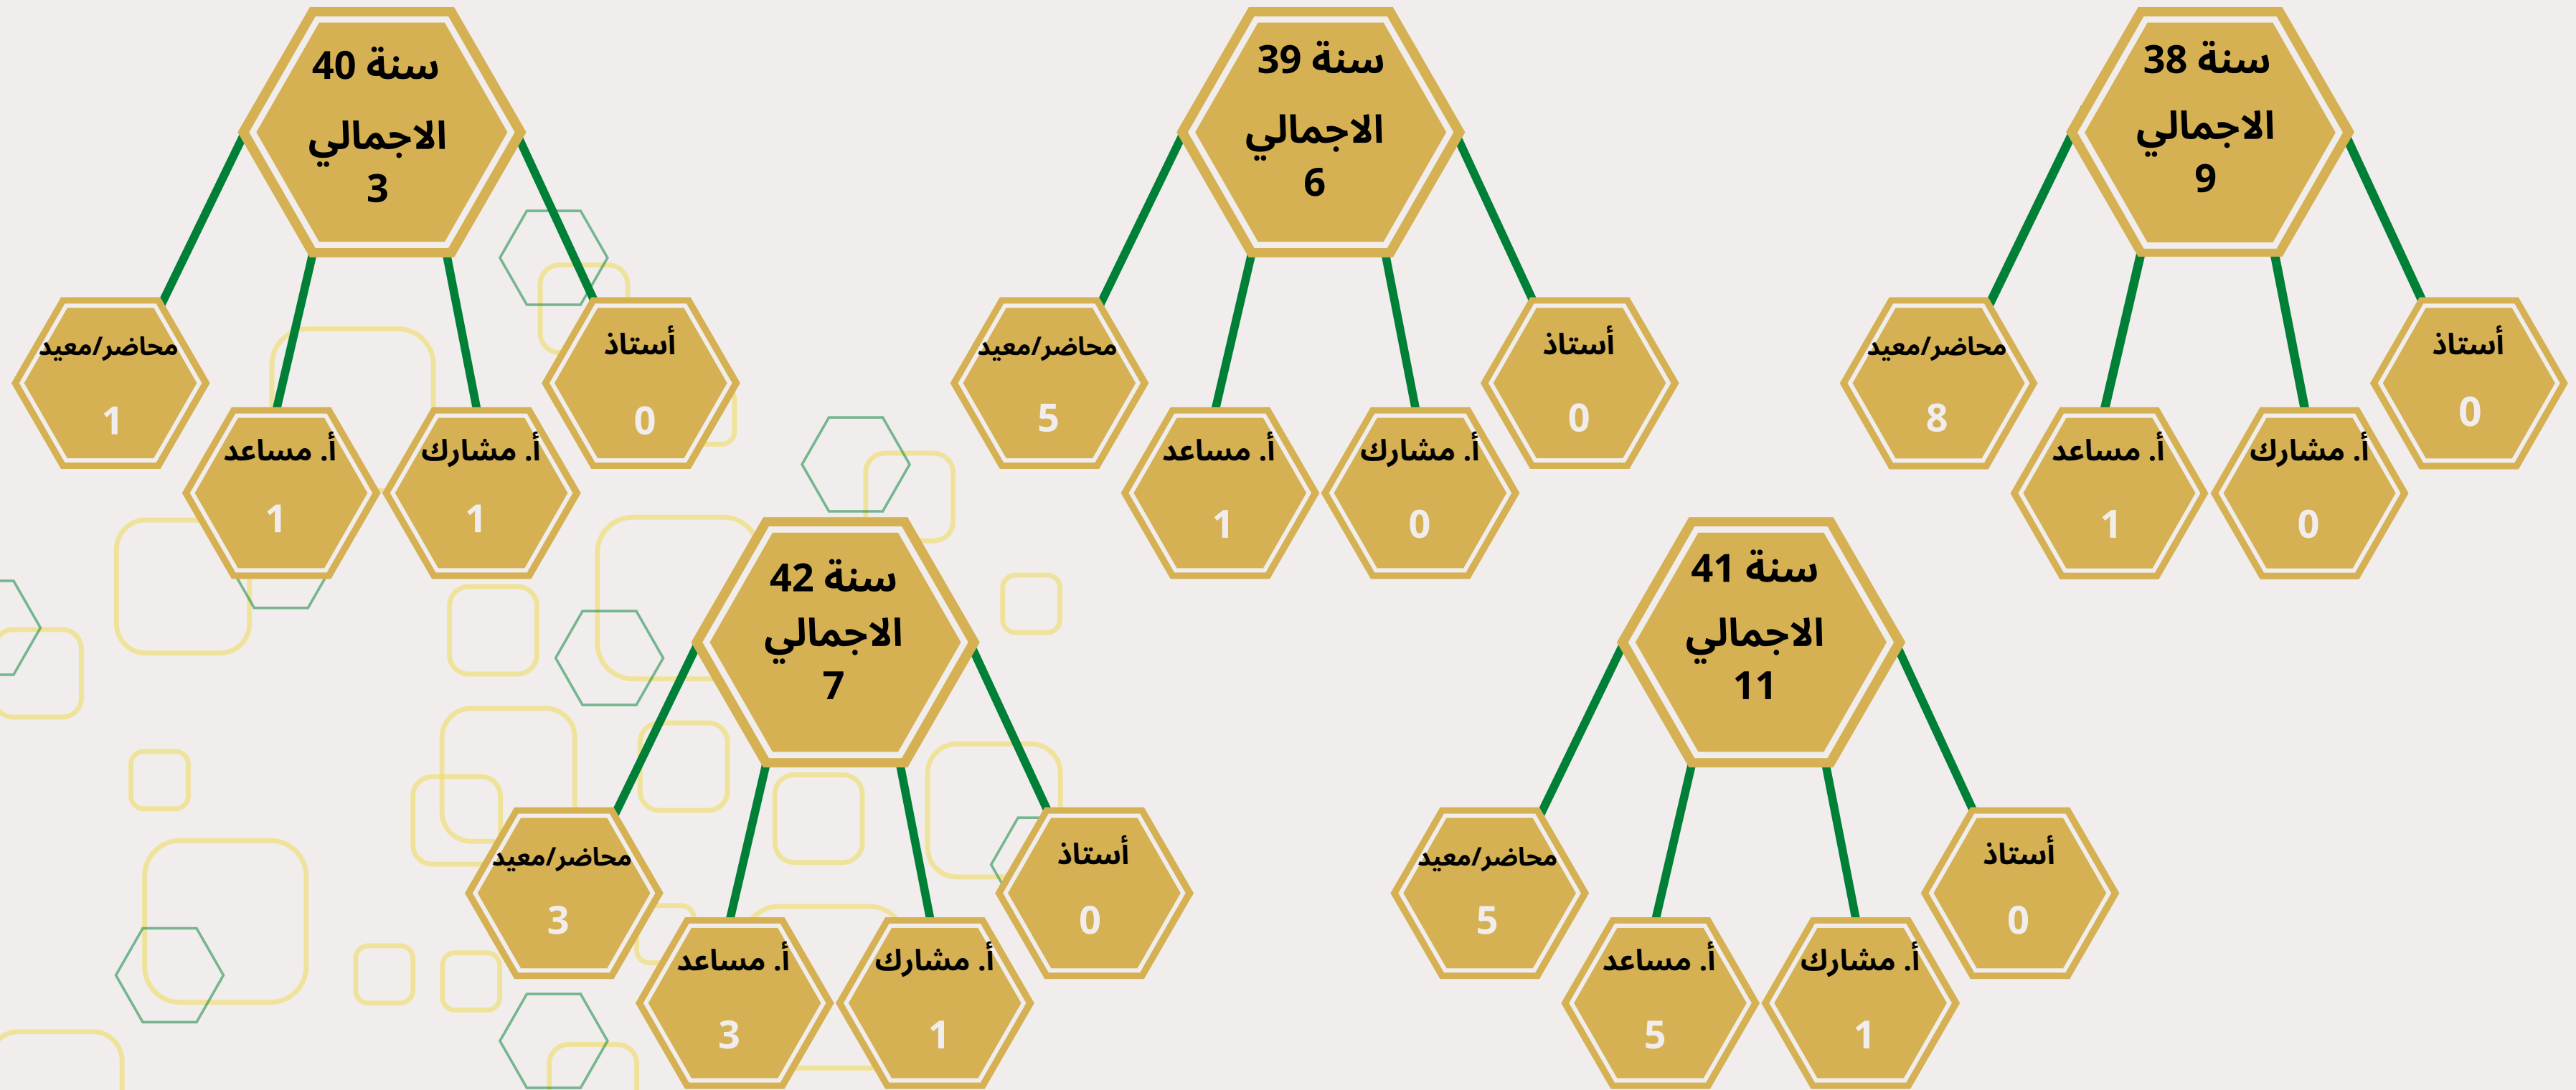 سنة 38
الاجمالي
9
أستاذ
0
أ. مشارك
0
أ. مساعد
1
محاضر/معيد
8
سنة 39
الاجمالي
6
أستاذ
0
أ. مشارك
0
أ. مساعد
1
محاضر/معيد
5
سنة 40
الاجمالي
3
أستاذ
0
أ. مشارك
1
أ. مساعد
1
محاضر/معيد
1
سنة 41
الاجمالي
11
أستاذ
0
أ. مشارك
1
أ. مساعد
5
محاضر/معيد
5
سنة 42
الاجمالي
7
أستاذ
0
أ. مشارك
1
أ. مساعد
3
محاضر/معيد
3